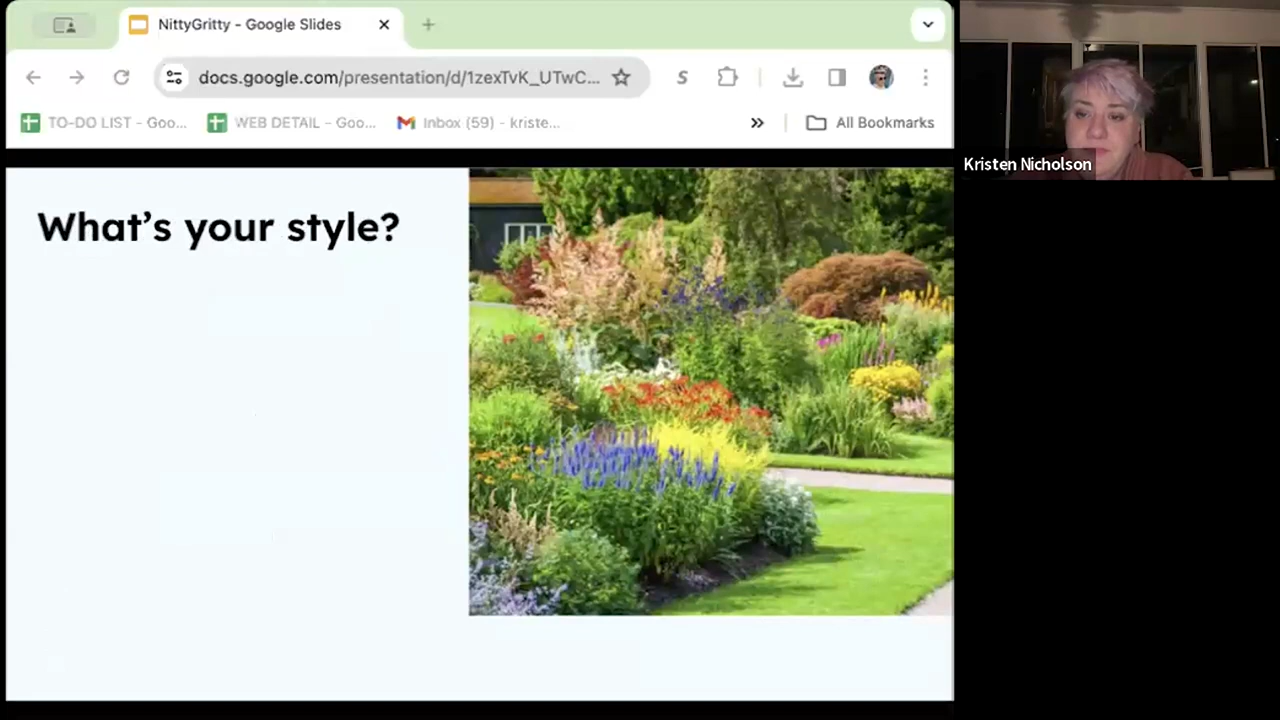 NittyGritty - Google Slides
docs.google.com/presentation/d/1zexTvK_UTwC...
TO-DO LIST - Goo...
WEB DETAIL - Goo...
Inbox (59) - kriste...
All Bookmarks
Kristen Nicholson
What's your style?